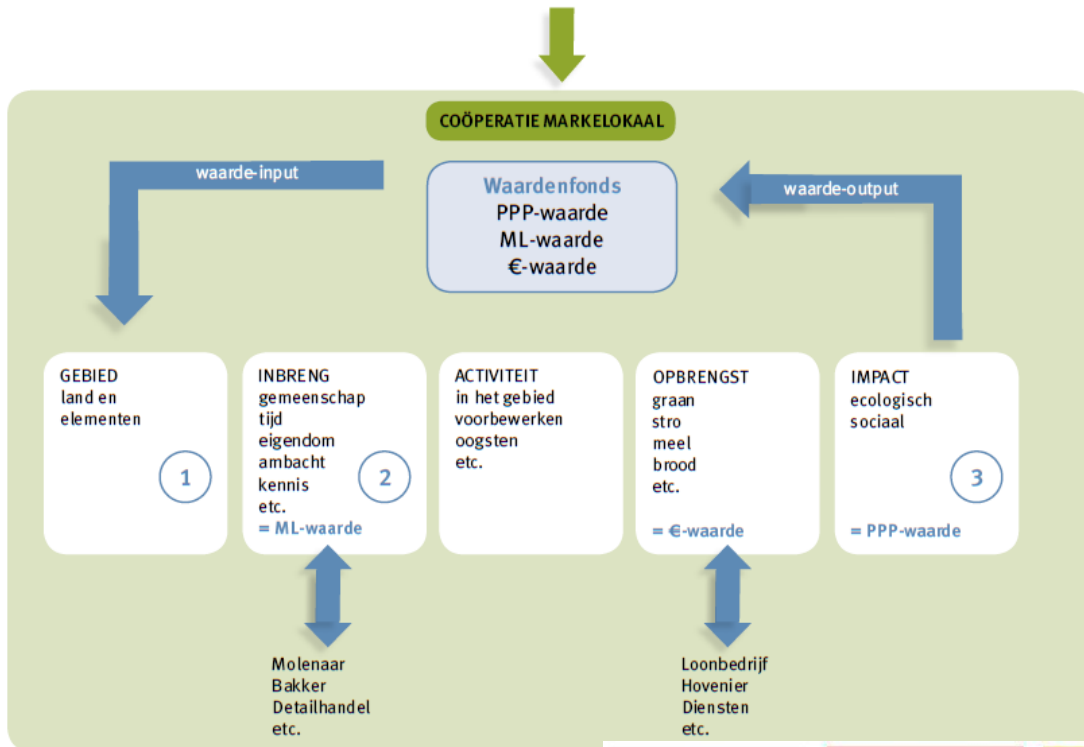 COÖPERATIE MARKELOKAAL
waarde-input
Waardenfonds
PPP-waarde
ML-waarde
€-waarde
waarde-output
GEBIED
land en
elementen
1
INBRENG
gemeenschap
tijd
eigendom
ambacht
kennis
etc.
2
= ML-waarde
ACTIVITEIT
in het gebied
voorbewerken
oogsten
etc.
OPBRENGST
graan
stro
meel
brood
etc.
= €-waarde
IMPACT
ecologisch
sociaal
3
= PPP-waarde
Molenaar
Bakker
Detailhandel
etc.
Loonbedrijf
Hovenier
Diensten
etc.